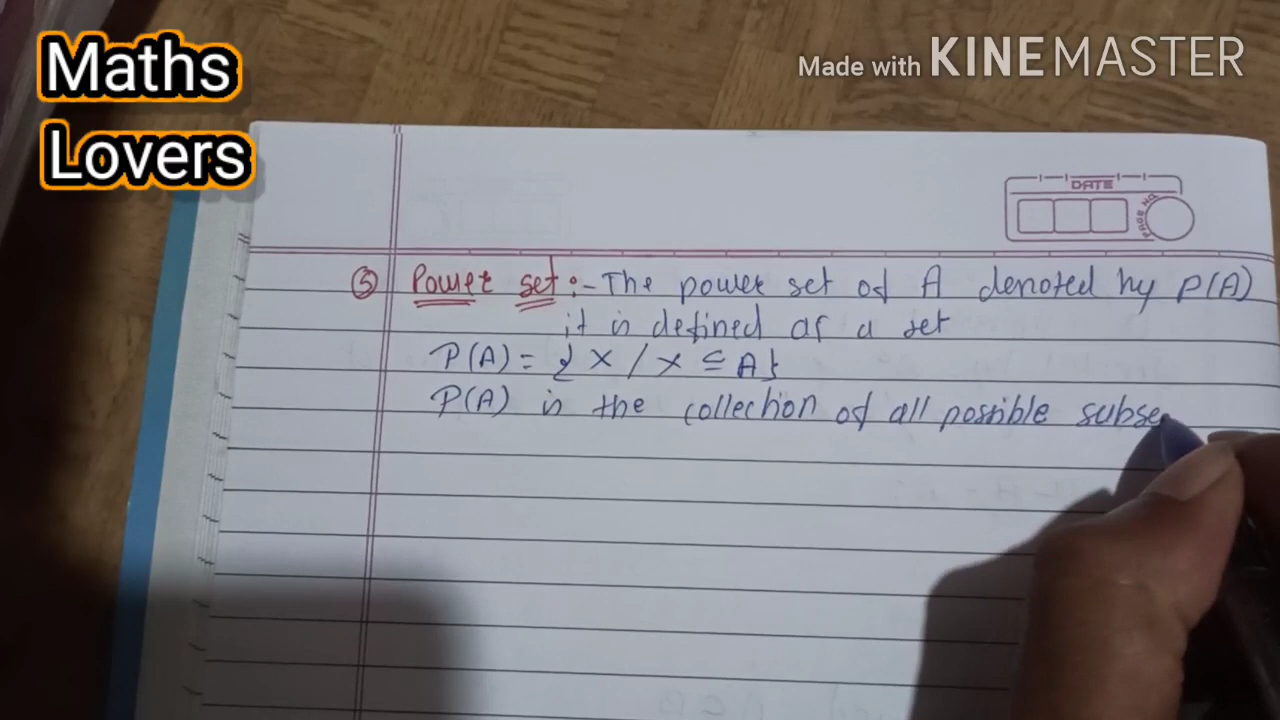 Maths
Lovers
Made with KINEMASTER
DATE
PAGE NO.
③ Power set :- The power set of A denoted by P(A)
it is defined as a set
P(A) = { X / X ⊆ A}
P(A) is the collection of all possible subse